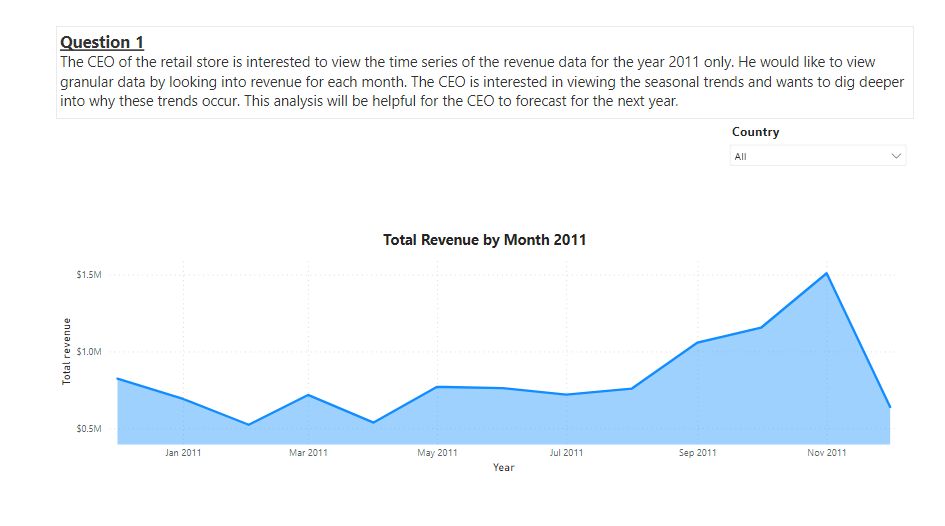 Question 1
The CEO of the retail store is interested to view the time series of the revenue data for the year 2011 only. He would like to view
granular data by looking into revenue for each month. The CEO is interested in viewing the seasonal trends and wants to dig deeper
into why these trends occur. This analysis will be helpful for the CEO to forecast for the next year.
Country
All
Total Revenue by Month 2011
$1.5M
$1.0M
$0.5M
Total revenue
Jan 2011 Mar 2011 May 2011 Jul 2011 Sep 2011 Nov 2011
Year